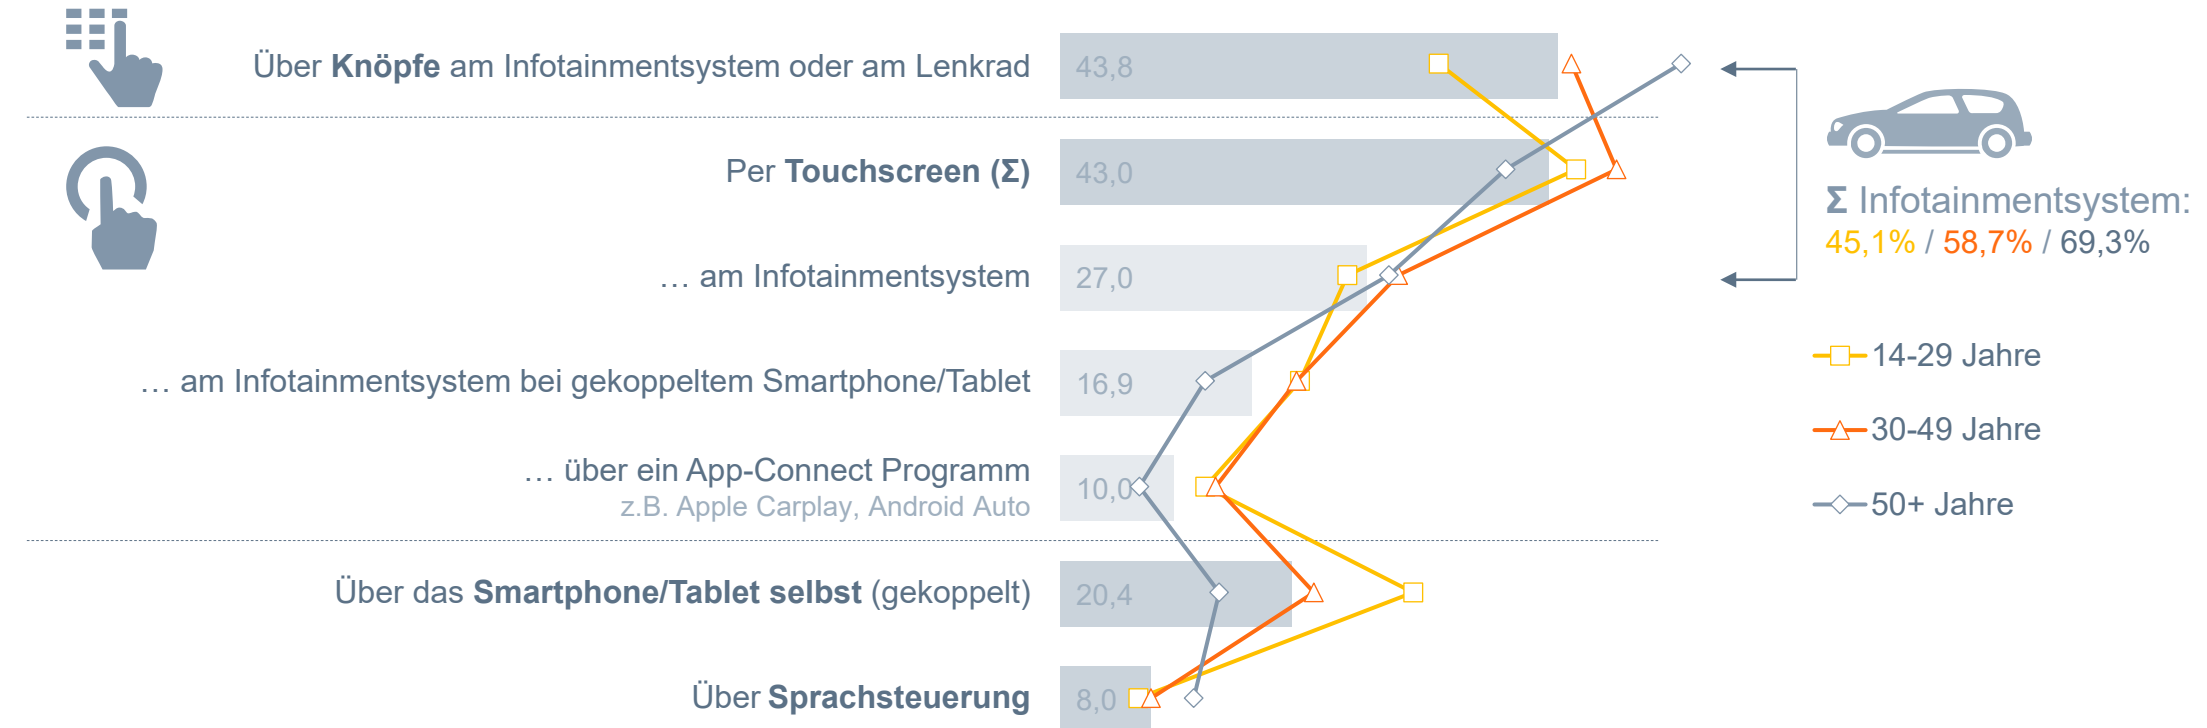 Über Knöpfe am Infotainmentsystem oder am Lenkrad
43,8
Per Touchscreen (Σ)
43,0
… am Infotainmentsystem
27,0
… am Infotainmentsystem bei gekoppeltem Smartphone/Tablet
16,9
… über ein App-Connect Programm
z.B. Apple Carplay, Android Auto
10,0
Über das Smartphone/Tablet selbst (gekoppelt)
20,4
Über Sprachsteuerung
8,0
Σ Infotainmentsystem:
45,1% / 58,7% / 69,3%
14-29 Jahre
30-49 Jahre
50+ Jahre